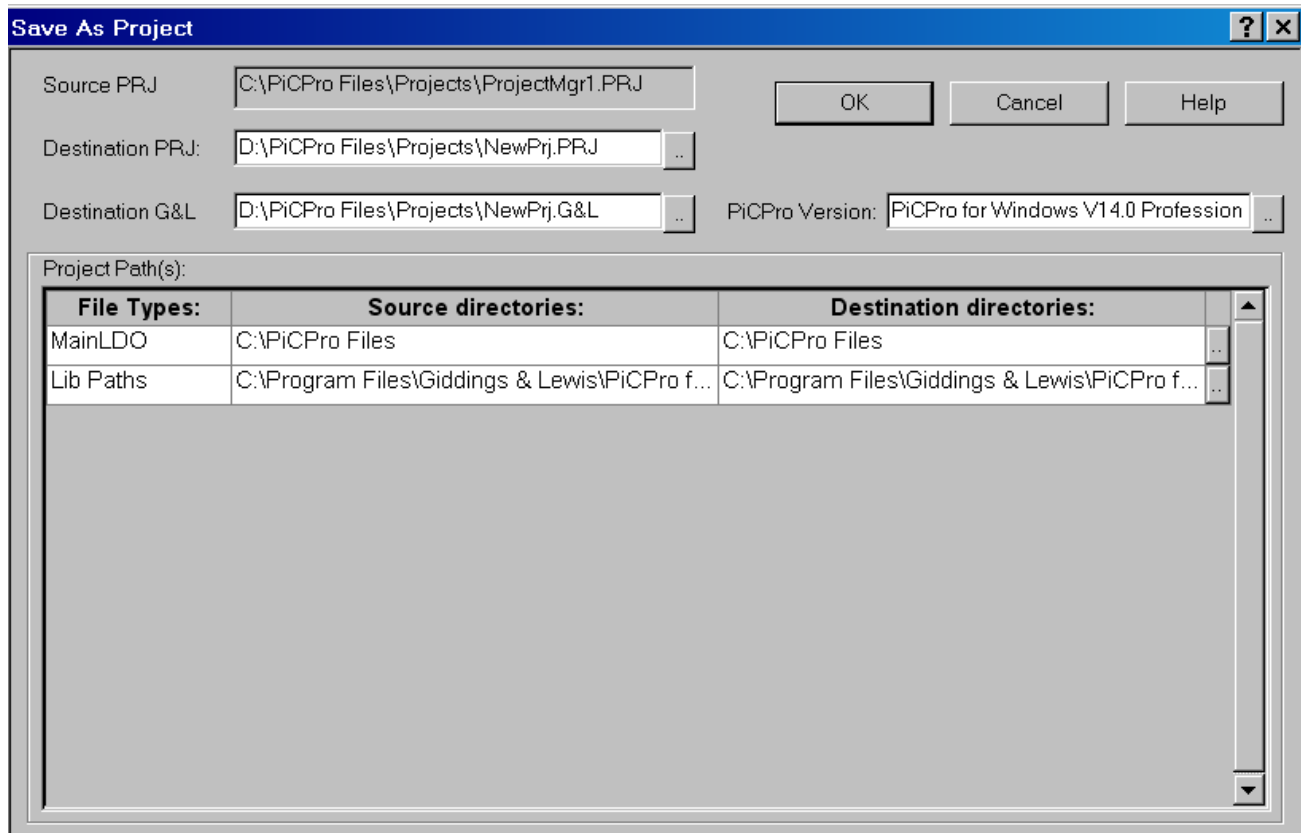 Save As Project
Source PRJ C:\PiCPro Files\Projects\ProjectMgr1.PRJ
OK Cancel Help
Destination PRJ: D:\PiCPro Files\Projects\NewPrj.PRJ ..
Destination G&L D:\PiCPro Files\Projects\NewPrj.G&L .. PiCPro Version: PiCPro for Windows V14.0 Profession ..
Project Path(s):
File Types: Source directories: Destination directories:
MainLDO C:\PiCPro Files C:\PiCPro Files ..
Lib Paths C:\Program Files\Giddings & Lewis\PiCPro f... C:\Program Files\Giddings & Lewis\PiCPro f... ..